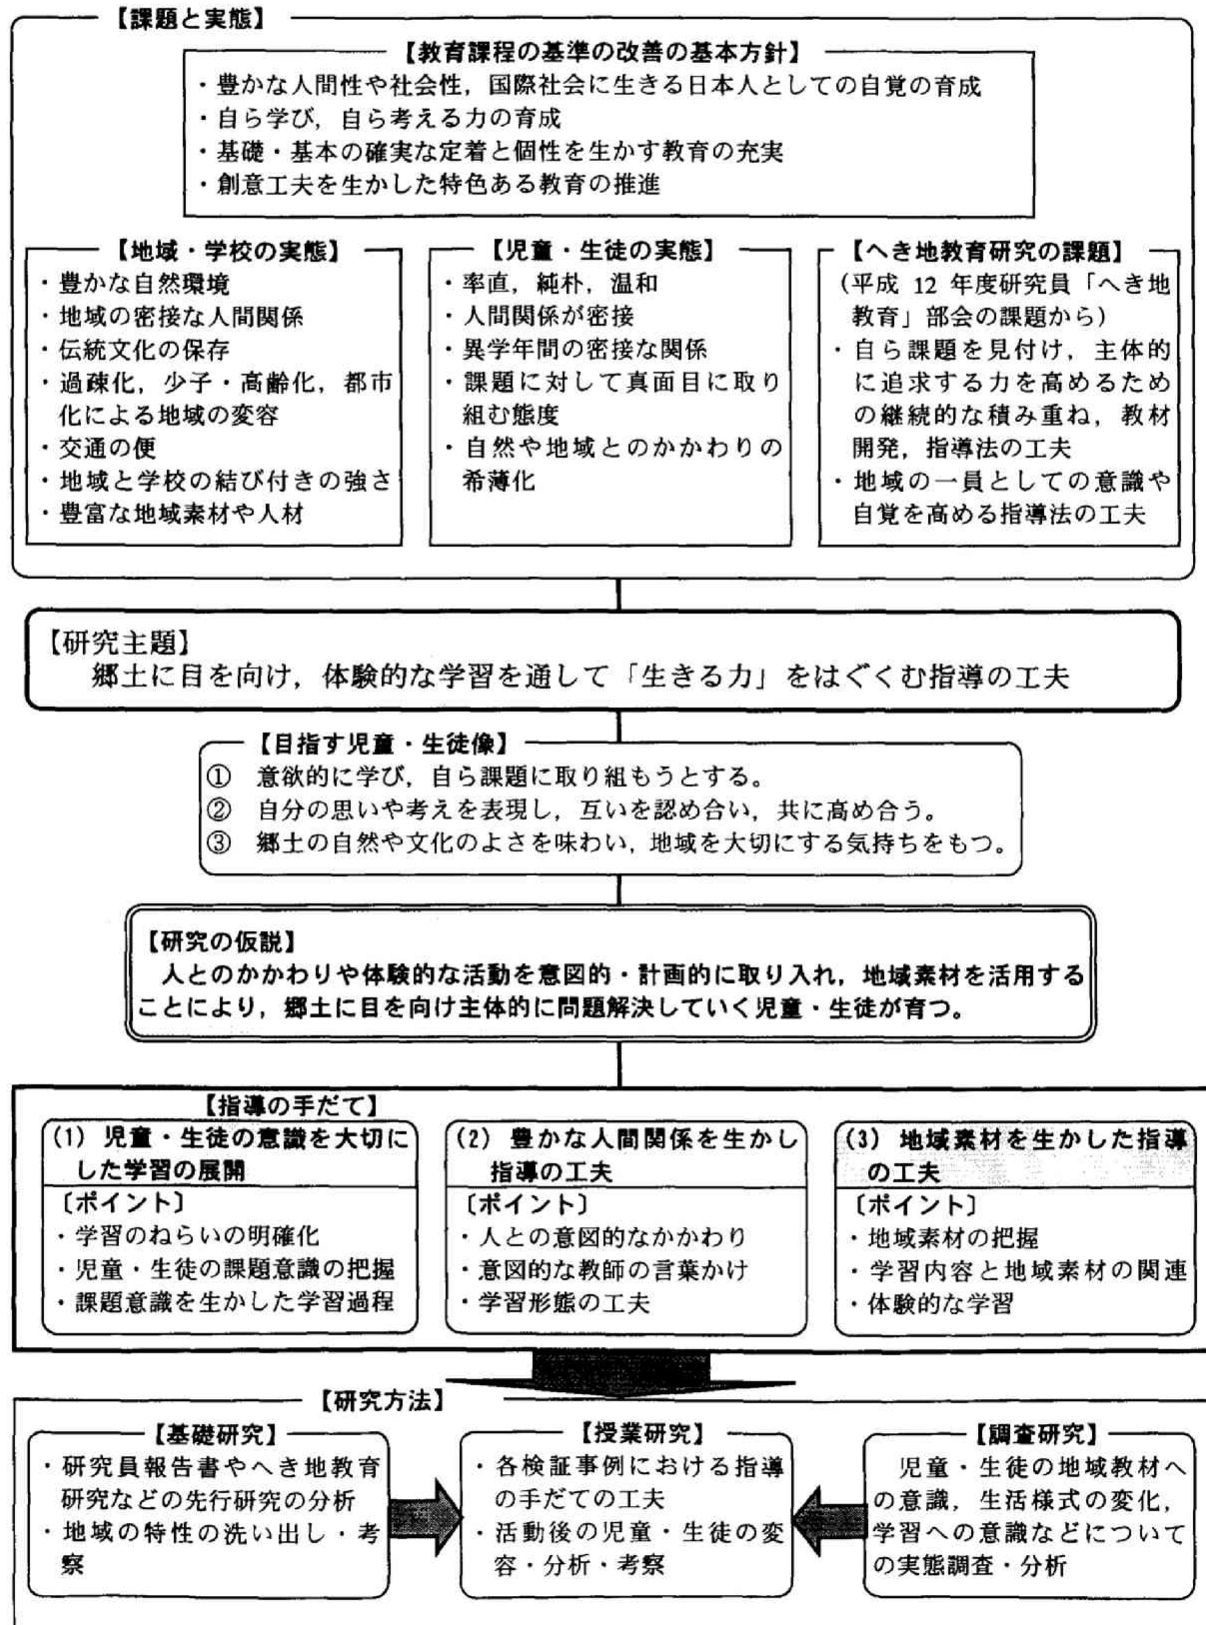 【課題と実態】
【教育課程の基準の改善の基本方針】
・豊かな人間性や社会性，国際社会に生きる日本人としての自覚の育成
・自ら学び，自ら考える力の育成
・基礎・基本の確実な定着と個性を生かす教育の充実
・創意工夫を生かした特色ある教育の推進
【地域・学校の実態】
・豊かな自然環境
・地域の密接な人間関係
・伝統文化の保存
・過疎化，少子・高齢化，都市
化による地域の変容
・交通の便
・地域と学校の結び付きの強さ
・豊富な地域素材や人材
【児童・生徒の実態】
・率直，純朴，温和
・人間関係が密接
・異学年間の密接な関係
・課題に対して真面目に取り
組む態度
・自然や地域とのかかわりの
希薄化
【へき地教育研究の課題】
(平成 12 年度研究員「へき地
教育」部会の課題から)
・自ら課題を見付け，主体的
に追求する力を高めるため
の継続的な積み重ね，教材
開発，指導法の工夫
・地域の一員としての意識や
自覚を高める指導法の工夫
【研究主題】
郷土に目を向け，体験的な学習を通して「生きる力」をはぐくむ指導の工夫
【目指す児童・生徒像】
① 意欲的に学び，自ら課題に取り組もうとする。
② 自分の思いや考えを表現し，互いを認め合い，共に高め合う。
③ 郷土の自然や文化のよさを味わい，地域を大切にする気持ちをもつ。
【研究の仮説】
人とのかかわりや体験的な活動を意図的・計画的に取り入れ，地域素材を活用する
ことにより，郷土に目を向け主体的に問題解決していく児童・生徒が育つ。
【指導の手だて】
(1) 児童・生徒の意識を大切に
した学習の展開
〔ポイント〕
・学習のねらいの明確化
・児童・生徒の課題意識の把握
・課題意識を生かした学習過程
(2) 豊かな人間関係を生かし
指導の工夫
〔ポイント〕
・人との意図的なかかわり
・意図的な教師の言葉かけ
・学習形態の工夫
(3) 地域素材を生かした指導
の工夫
〔ポイント〕
・地域素材の把握
・学習内容と地域素材の関連
・体験的な学習
【研究方法】
【基礎研究】
・研究員報告書やへき地教育
研究などの先行研究の分析
・地域の特性の洗い出し・考
察
【授業研究】
・各検証事例における指導
の手だての工夫
・活動後の児童・生徒の変
容・分析・考察
【調査研究】
児童・生徒の地域教材へ
の意識，生活様式の変化，
学習への意識などについて
の実態調査・分析